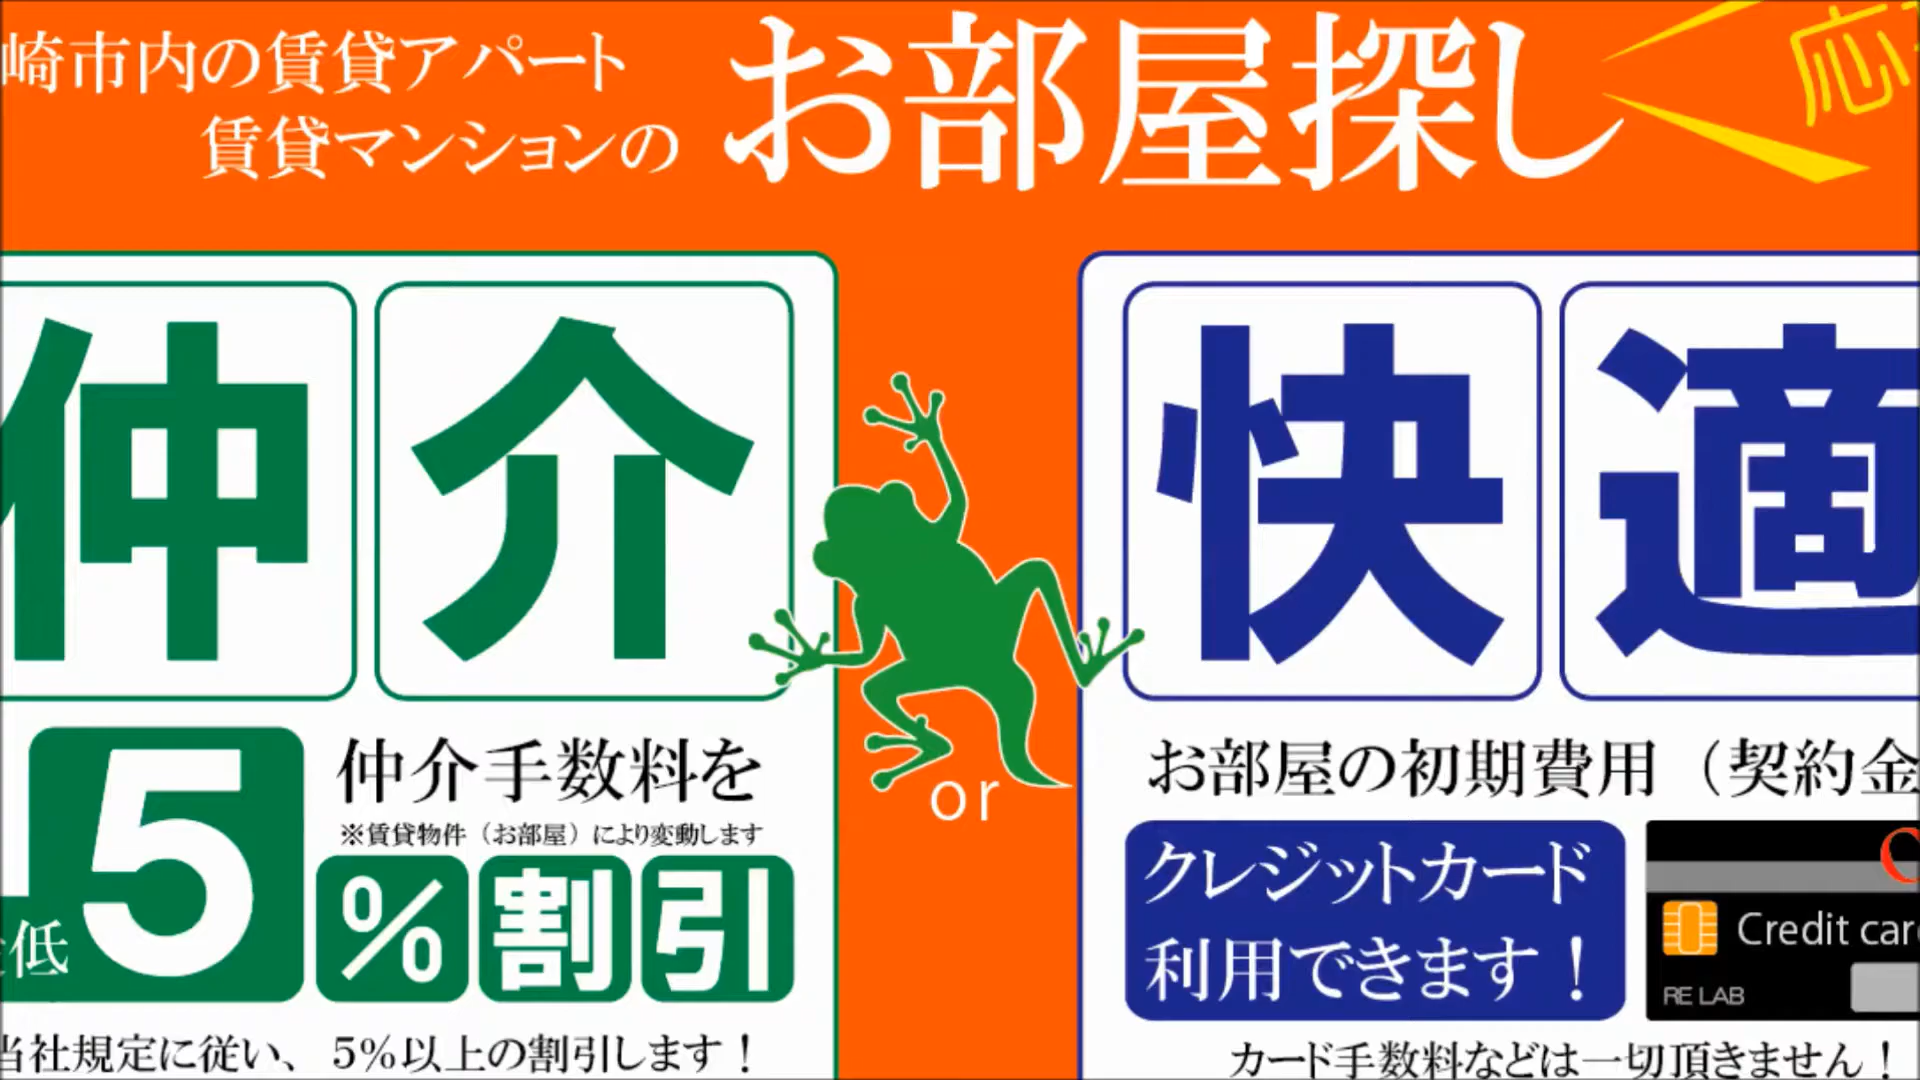 崎市内の賃貸アパート
賃貸マンションの
お部屋探し
応
仲介
快適
仲介手数料を
※賃貸物件（お部屋）により変動します
低
5
%割引
当社規定に従い、5%以上の割引します！
or
お部屋の初期費用（契約金
クレジットカード
利用できます！
Credit car
RE LAB
カード手数料などは一切頂きません！